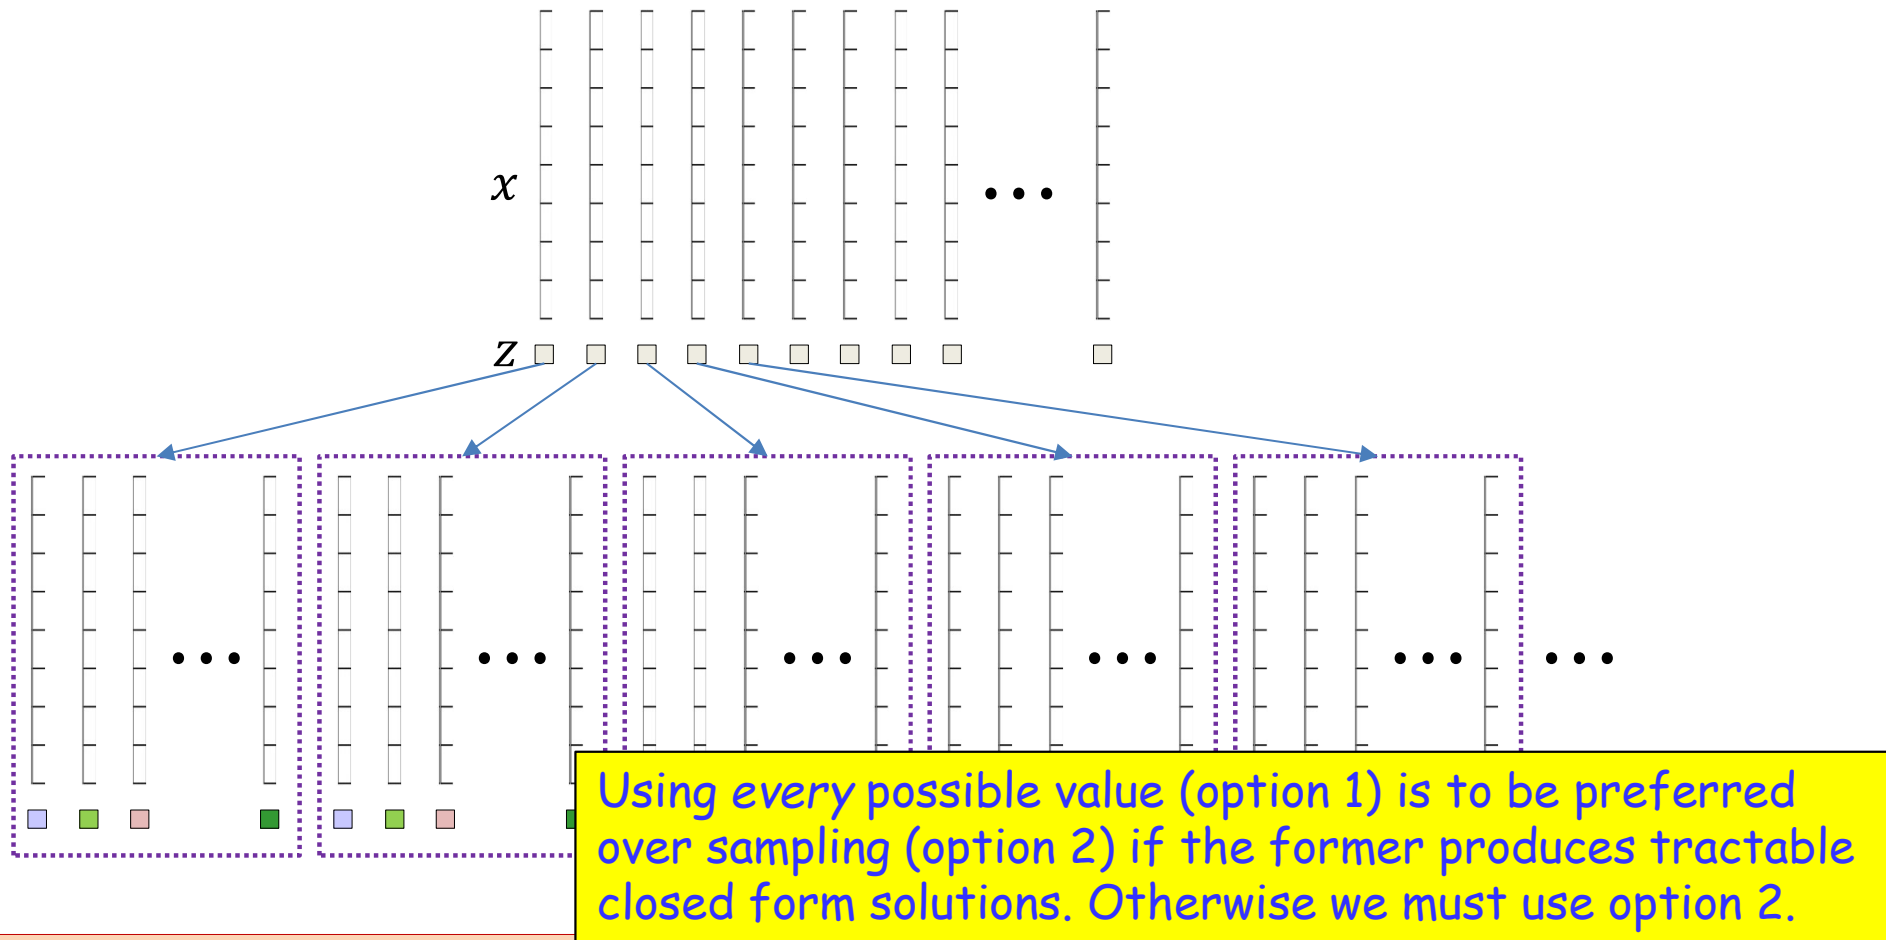 x
z
Using every possible value (option 1) is to be preferred
over sampling (option 2) if the former produces tractable
closed form solutions. Otherwise we must use option 2.